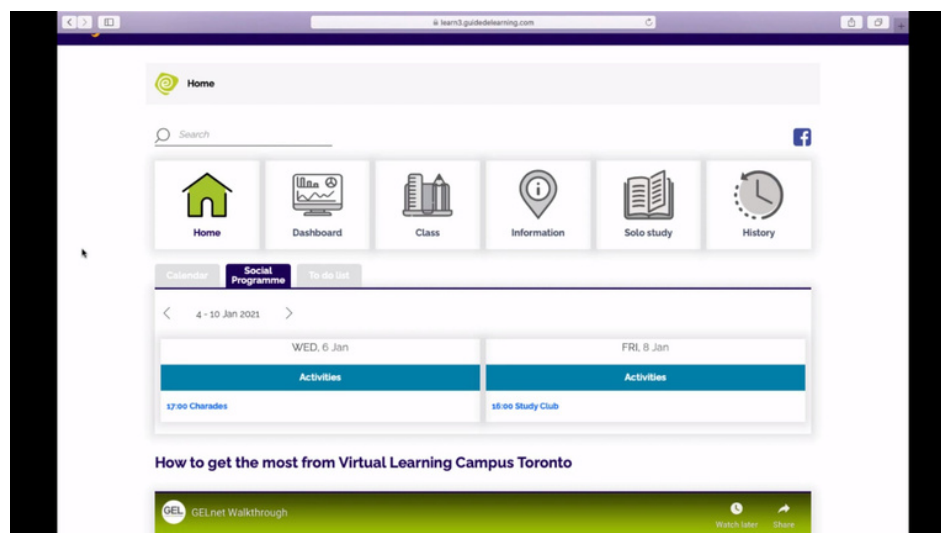 learn3.guidedelearning.com
Home
Search
Home
Dashboard
Class
Information
Solo study
History
Calendar
Social
Programme
To do list
4 - 10 Jan 2021
WED, 6 Jan
FRI, 8 Jan
Activities
Activities
17:00 Charades
16:00 Study Club
How to get the most from Virtual Learning Campus Toronto
GEL
GELnet Walkthrough
Watch later
Share